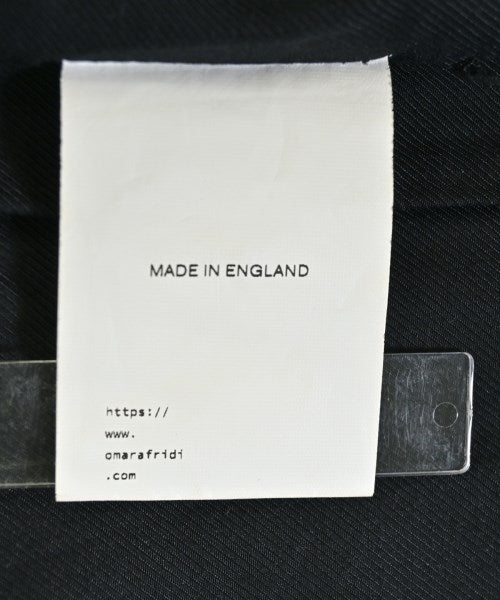 MADE IN ENGLAND
https://
www.
omarafridi
.com